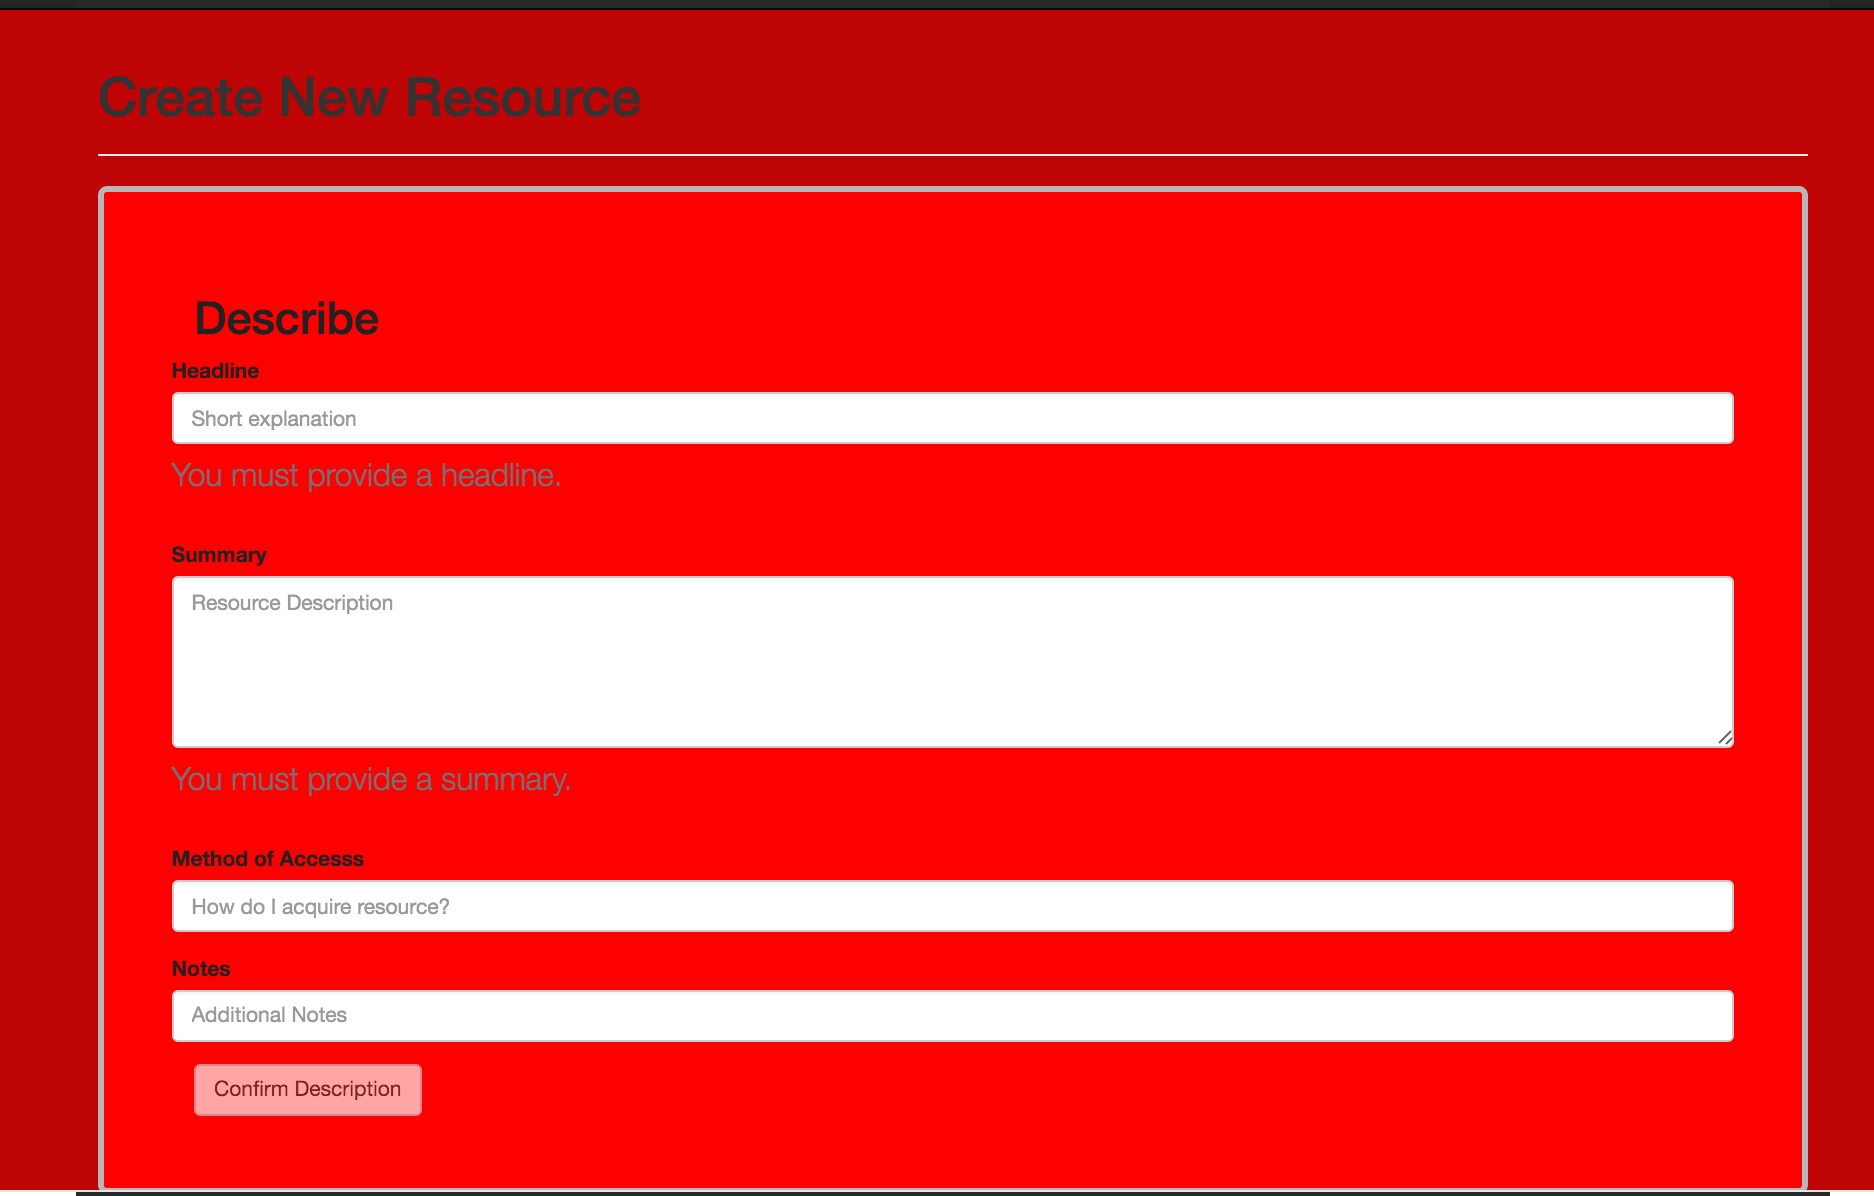 Create New Resource
Describe
Headline
Short explanation
You must provide a headline.
Summary
Resource Description
You must provide a summary.
Method of Accesss
How do I acquire resource?
Notes
Additional Notes
Confirm Description